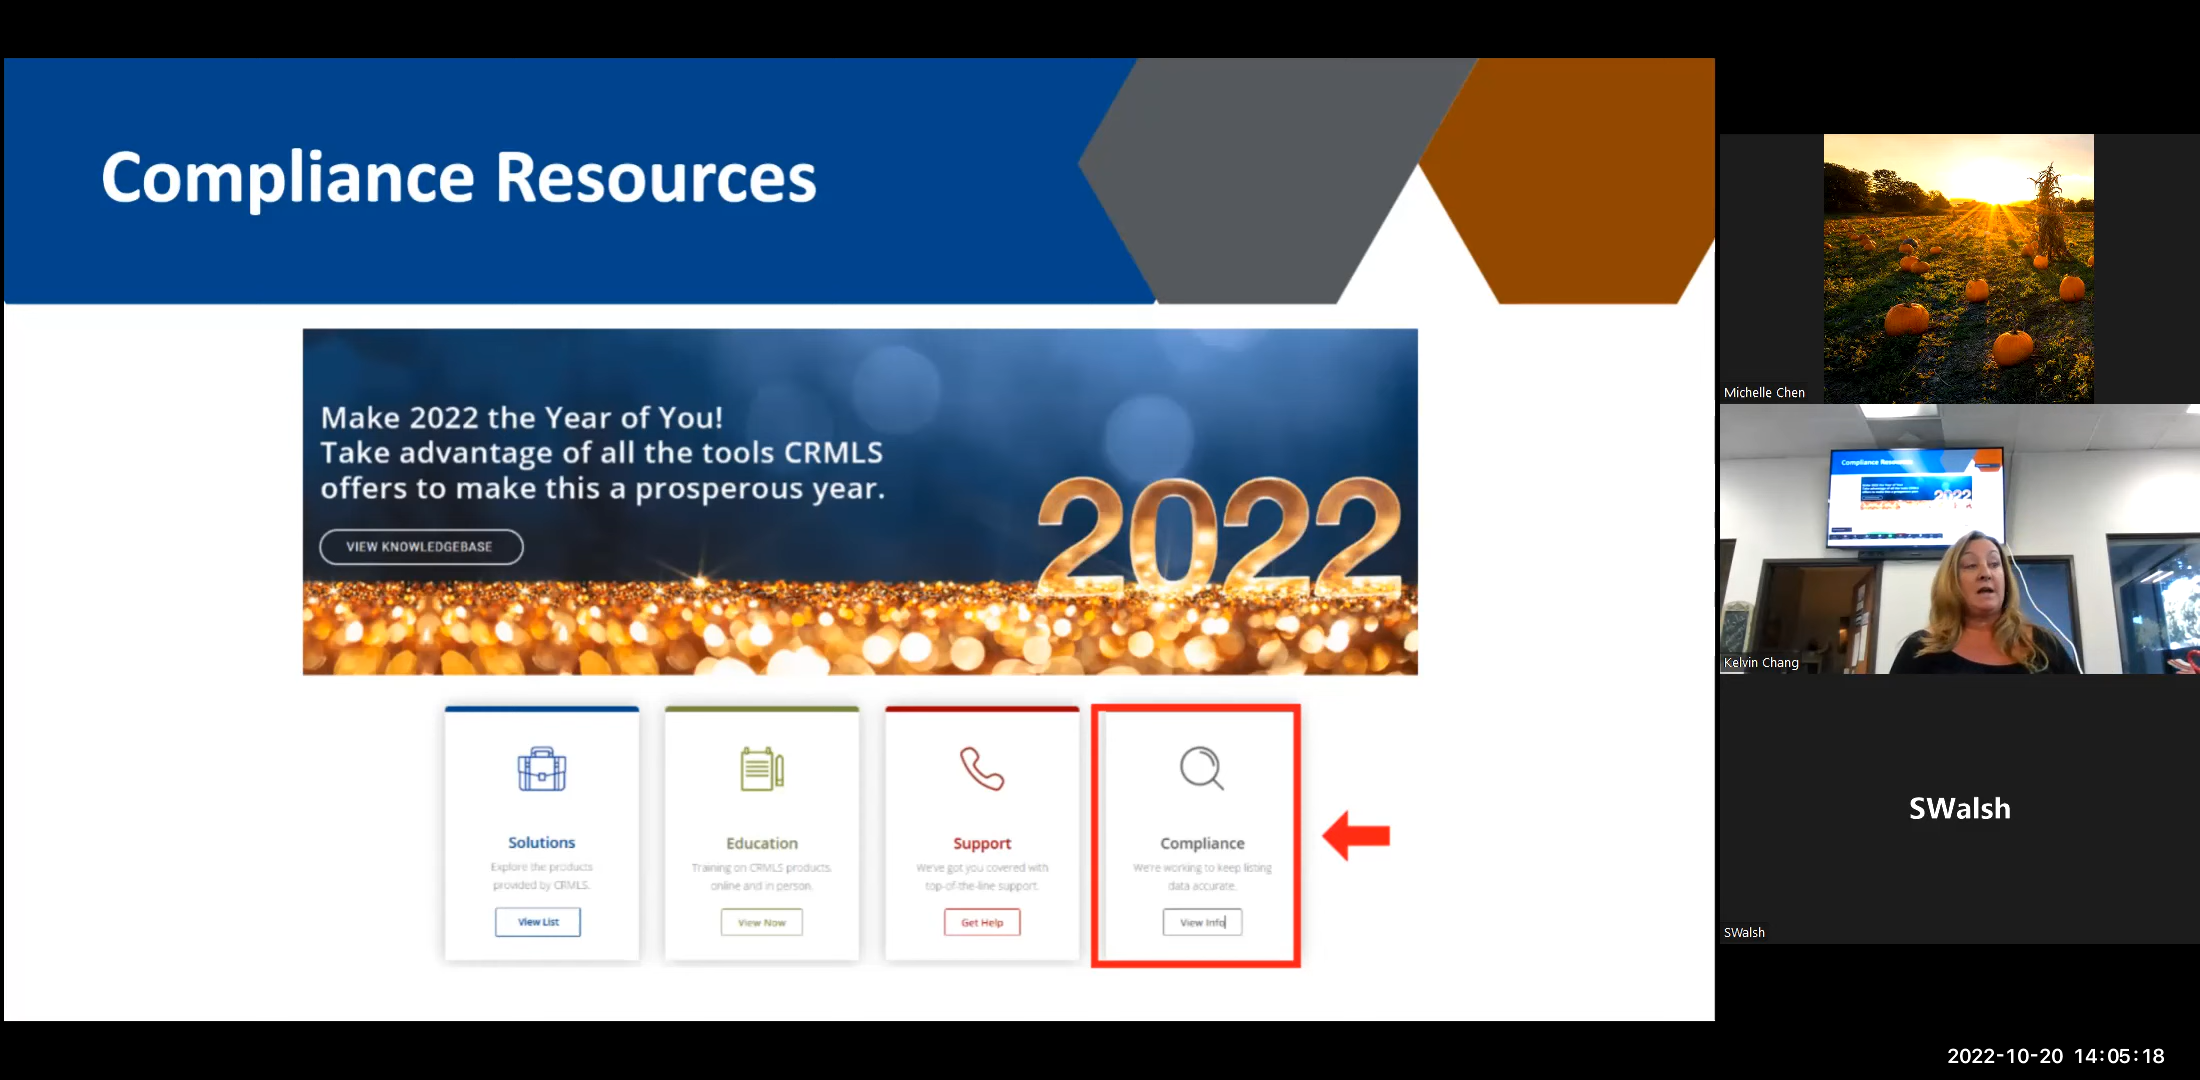 Compliance Resources
Make 2022 the Year of You!
Take advantage of all the tools CRMLS
offers to make this a prosperous year.
VIEW KNOWLEDGEBASE
2022
Solutions
Explore the products
provided by CRMLS.
View List
Education
Training on CRMLS products,
online and in person.
View Now
Support
We've got you covered with
top-of-the-line support.
Get Help
Compliance
We're working to keep listing
data accurate.
View Info
Michelle Chen
Compliance Resources
2022
Kelvin Chang
SWalsh
SWalsh
2022-10-20 14:05:18